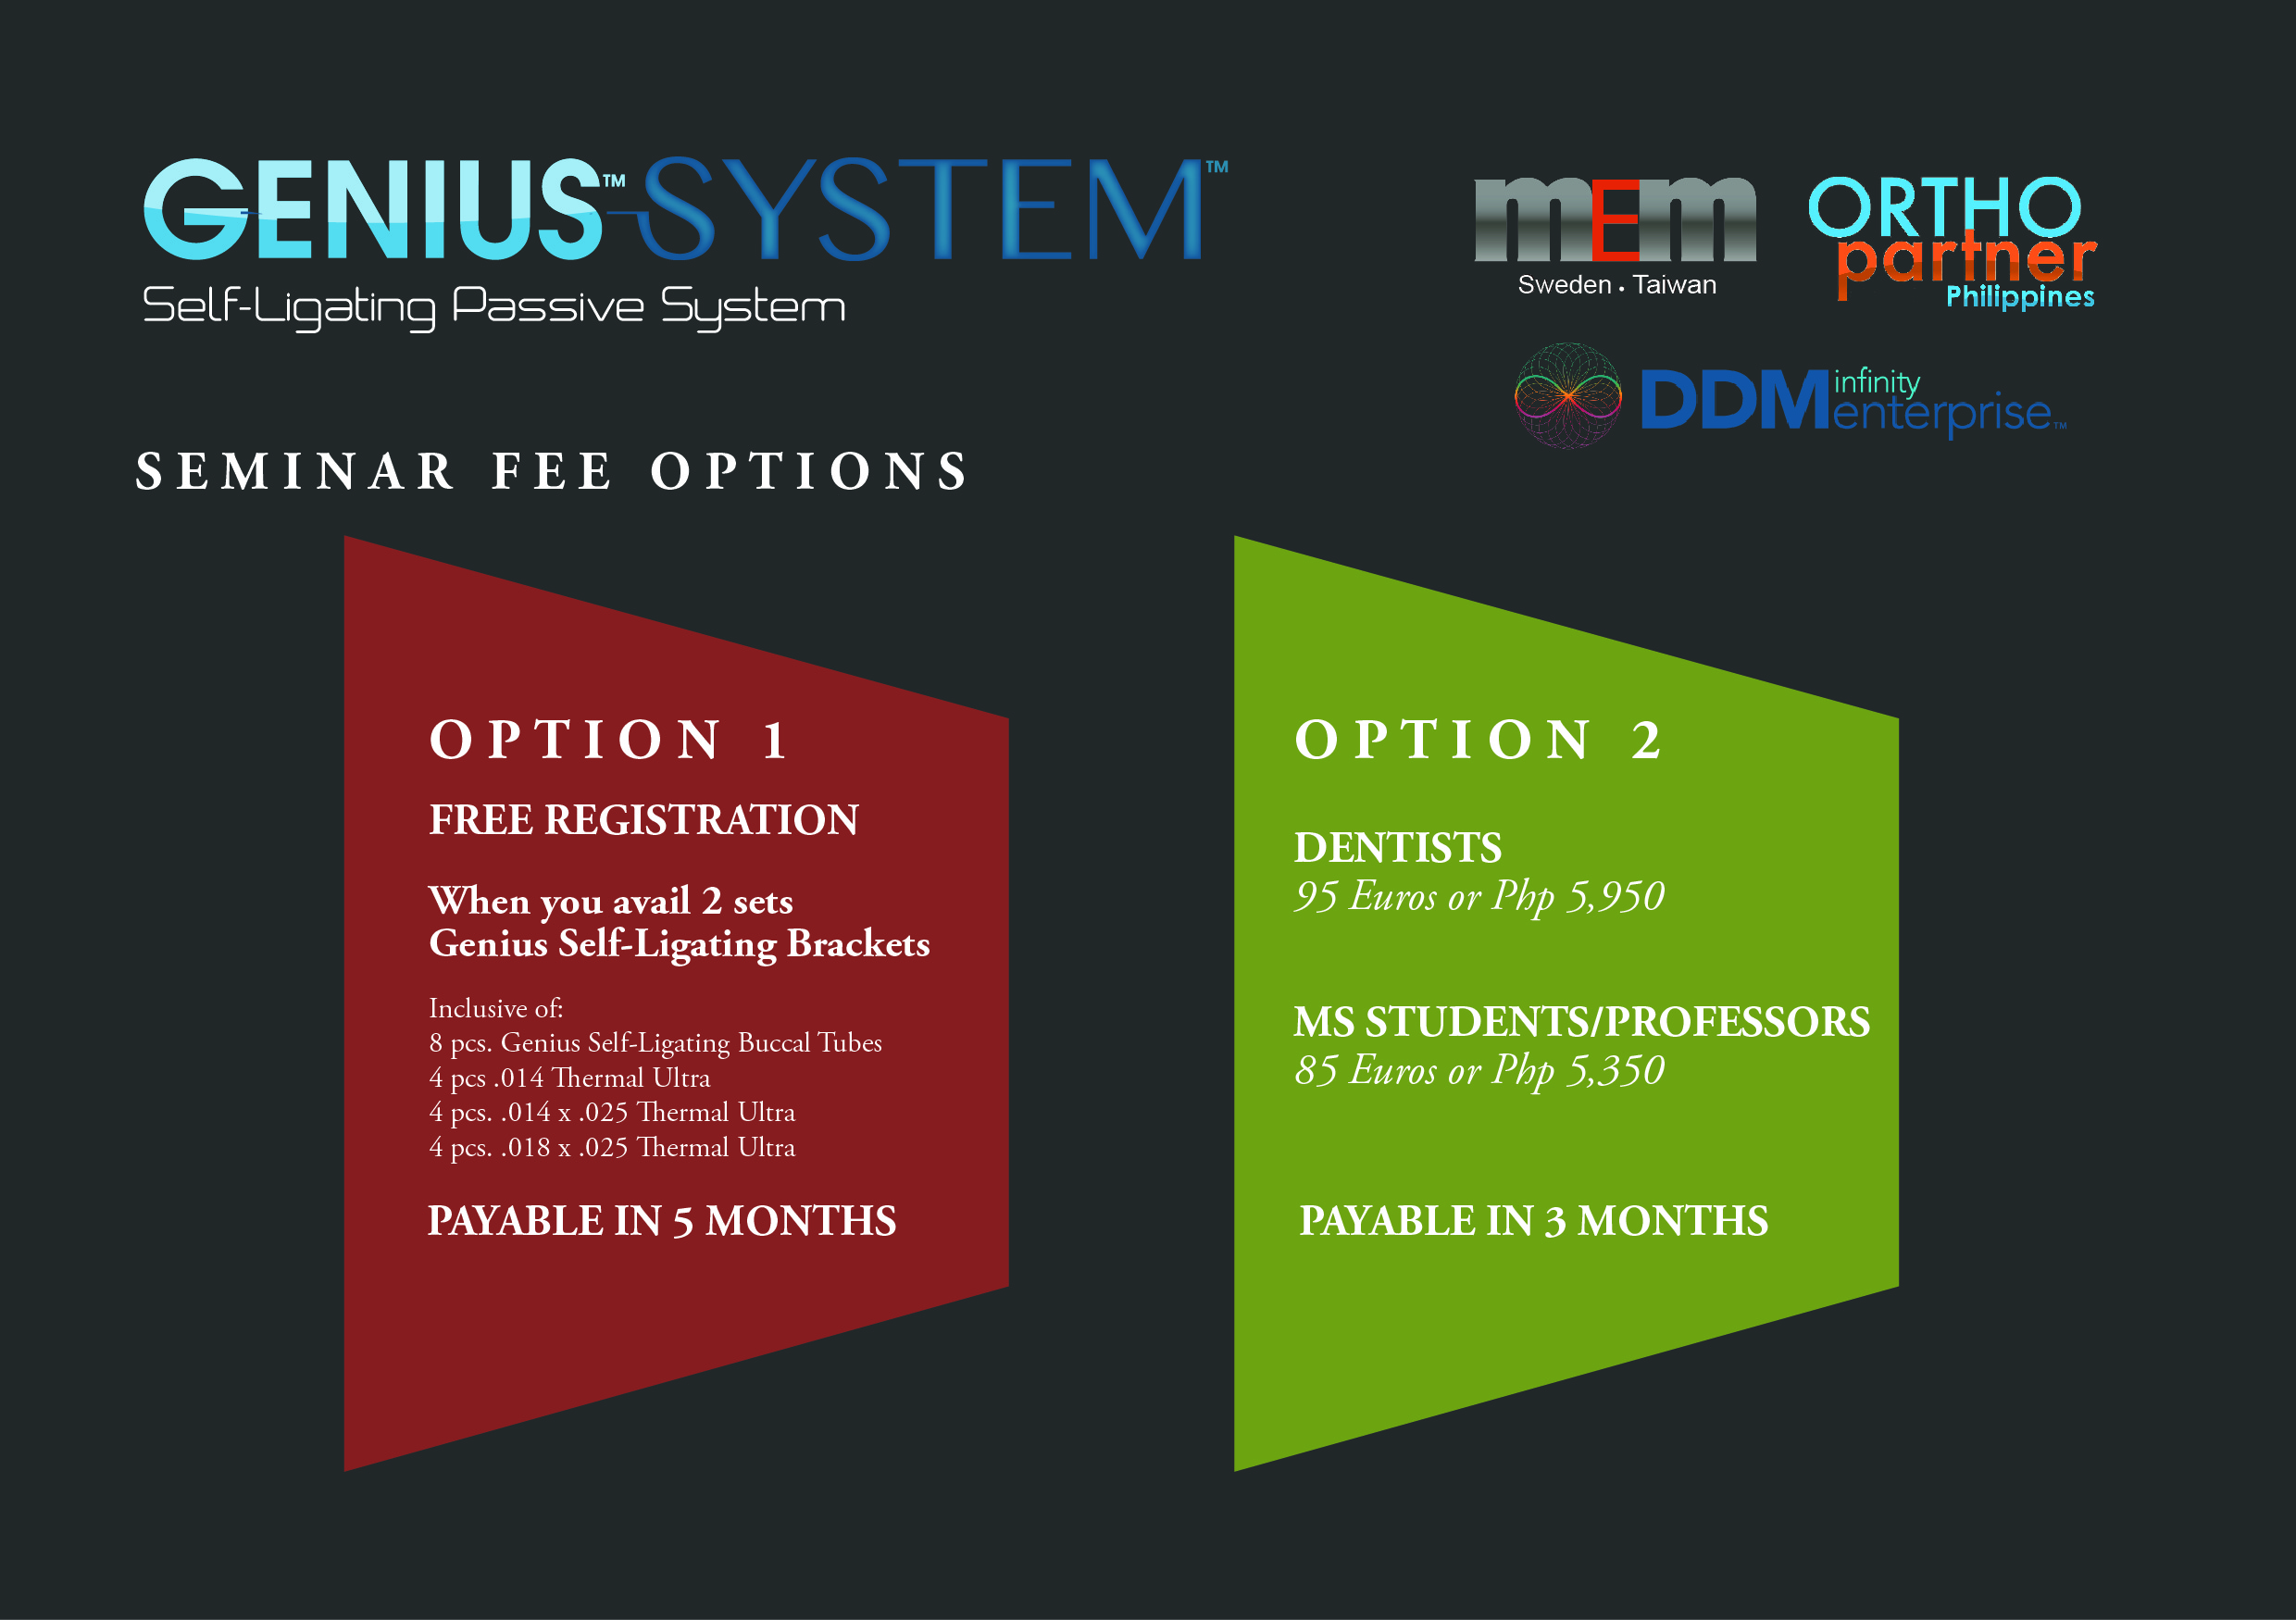 GENIUS™ SYSTEM™
Self-Ligating Passive System
mEm
Sweden • Taiwan
ORTHO
partner
Philippines
DDM infinity
enterprise™
SEMINAR FEE OPTIONS
OPTION 1
FREE REGISTRATION
When you avail 2 sets
Genius Self-Ligating Brackets
Inclusive of:
8 pcs. Genius Self-Ligating Buccal Tubes
4 pcs .014 Thermal Ultra
4 pcs. .014 x .025 Thermal Ultra
4 pcs. .018 x .025 Thermal Ultra
PAYABLE IN 5 MONTHS
OPTION 2
DENTISTS
95 Euros or Php 5,950
MS STUDENTS/PROFESSORS
85 Euros or Php 5,350
PAYABLE IN 3 MONTHS